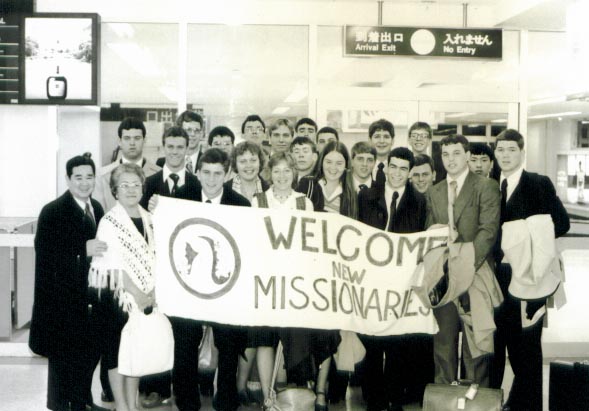 到着出口
Arrival Exit
入れません
No Entry
WELCOME
NEW
MISSIONARIES